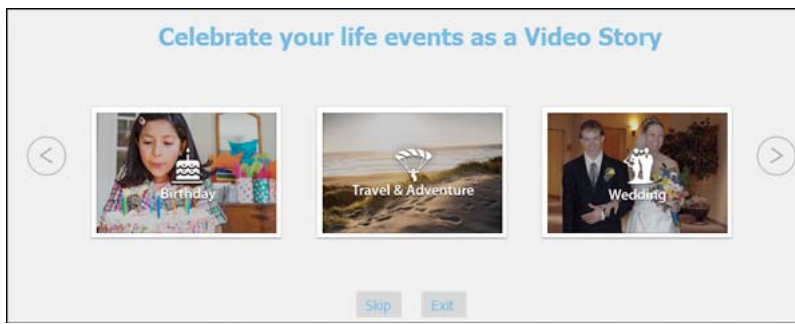 Celebrate your life events as a Video Story
Birthday
Travel & Adventure
Wedding
Skip
Exit